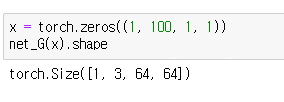 x = torch.zeros((1, 100, 1, 1))
net_G(x).shape
torch.Size([1, 3, 64, 64])